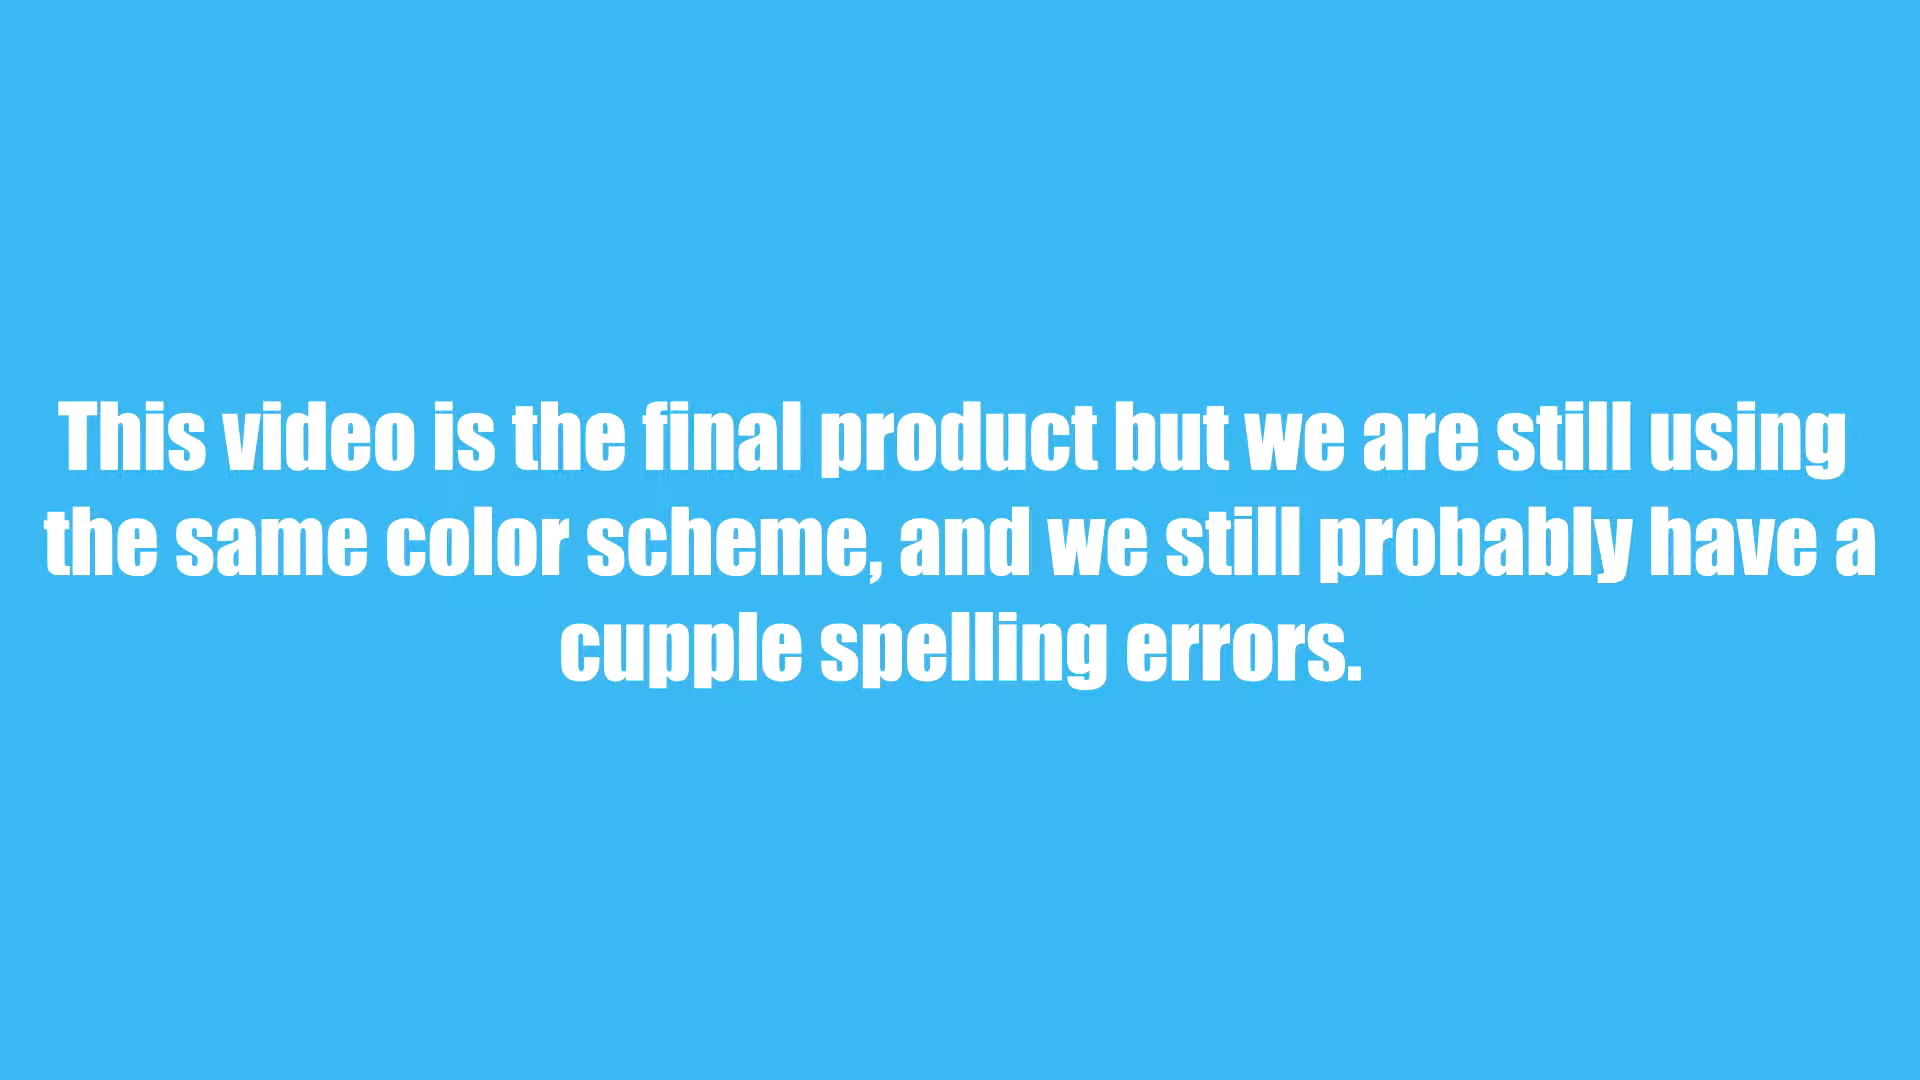 This video is the final product but we are still using
the same color scheme, and we still probably have a
cupple spelling errors.